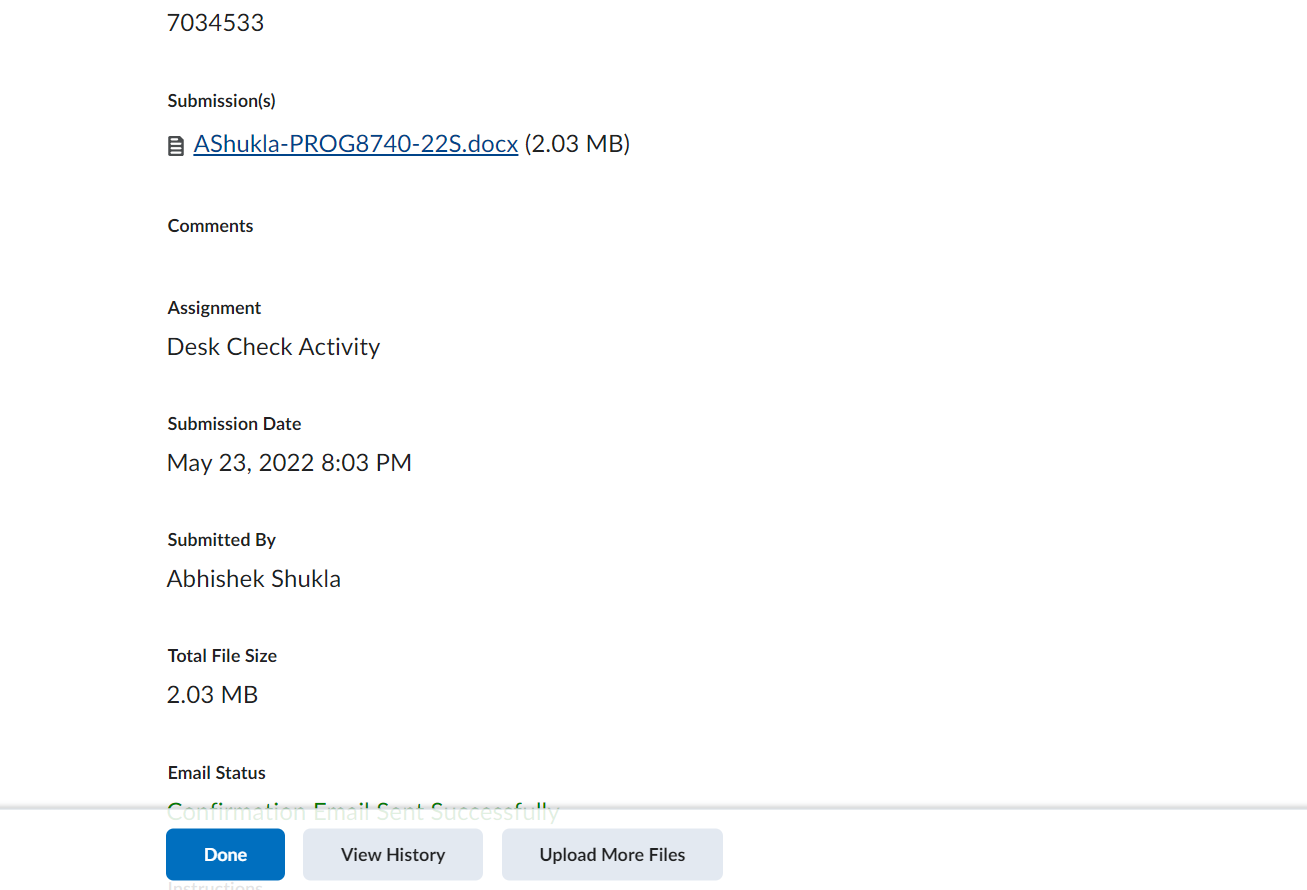 7034533
Submission(s)
AShukla-PROG8740-22S.docx (2.03 MB)
Comments
Assignment
Desk Check Activity
Submission Date
May 23, 2022 8:03 PM
Submitted By
Abhishek Shukla
Total File Size
2.03 MB
Email Status
Confirmation Email Sent Successfully
Done View History Upload More Files
Instructions